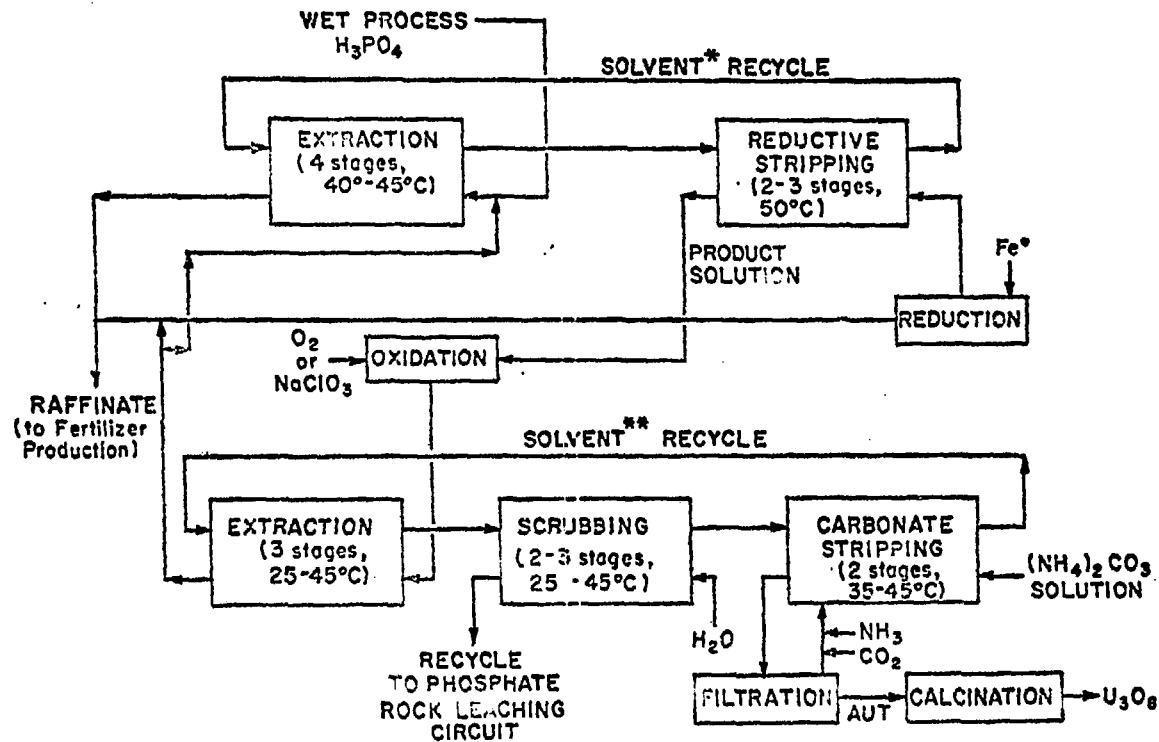 WET PROCESS
H₃PO₄
SOLVENT* RECYCLE
EXTRACTION
(4 stages,
40°-45°C)
REDUCTIVE
STRIPPING
(2-3 stages,
50°C)
PRODUCT
SOLUTION
Fe°
REDUCTION
O₂
or
NaClO₃
OXIDATION
RAFFINATE
(to Fertilizer
Production)
SOLVENT** RECYCLE
EXTRACTION
(3 stages,
25-45°C)
SCRUBBING
(2-3 stages,
25-45°C)
CARBONATE
STRIPPING
(2 stages,
35-45°C)
(NH₄)₂CO₃
SOLUTION
H₂O
NH₃
CO₂
RECYCLE
TO PHOSPHATE
ROCK LEACHING
CIRCUIT
FILTRATION
AUT
CALCINATION
U₃O₈